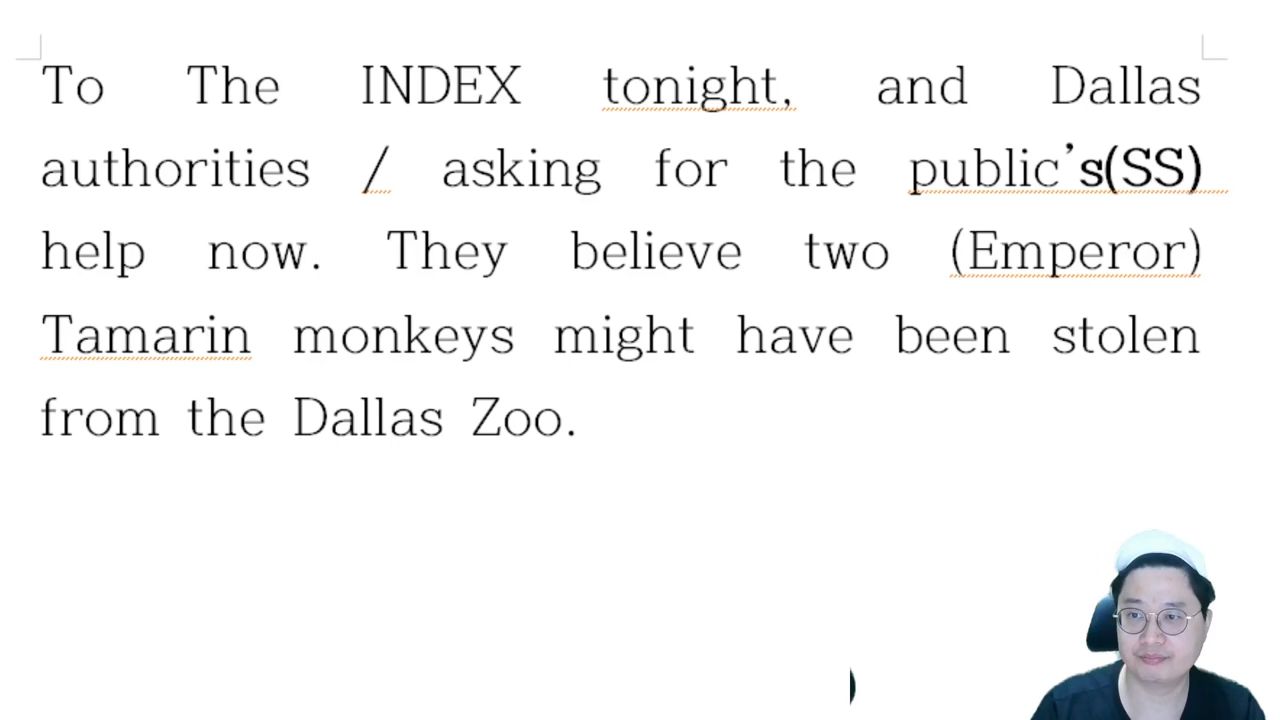 To The INDEX tonight, and Dallas
authorities / asking for the public's(SS)
help now. They believe two (Emperor)
Tamarin monkeys might have been stolen
from the Dallas Zoo.